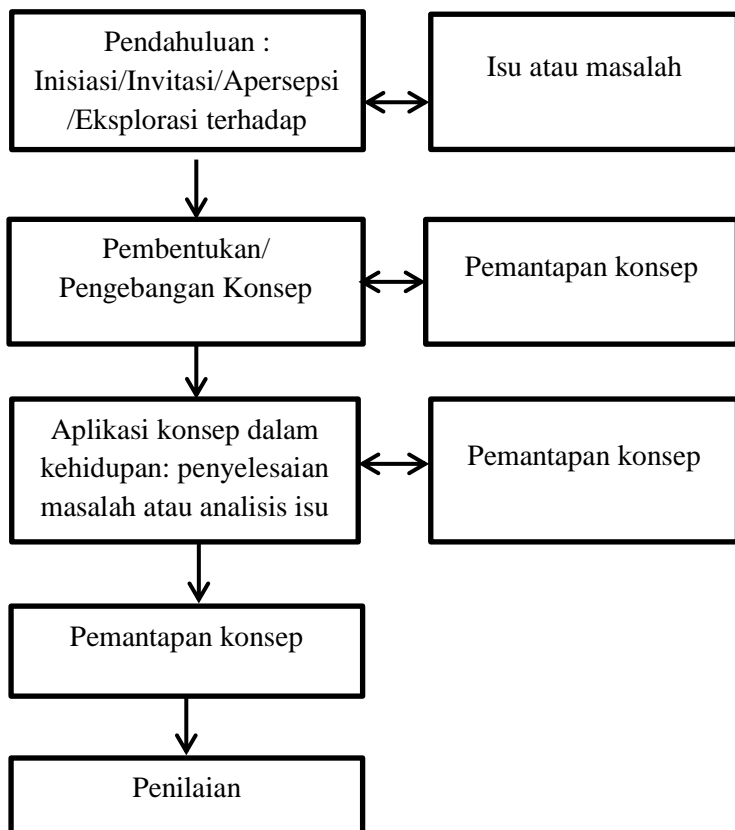 Pendahuluan :
Inisiasi/Invitasi/Apersepsi
/Eksplorasi terhadap
Isu atau masalah
Pembentukan/
Pengebangan Konsep
Pemantapan konsep
Aplikasi konsep dalam
kehidupan: penyelesaian
masalah atau analisis isu
Pemantapan konsep
Pemantapan konsep
Penilaian